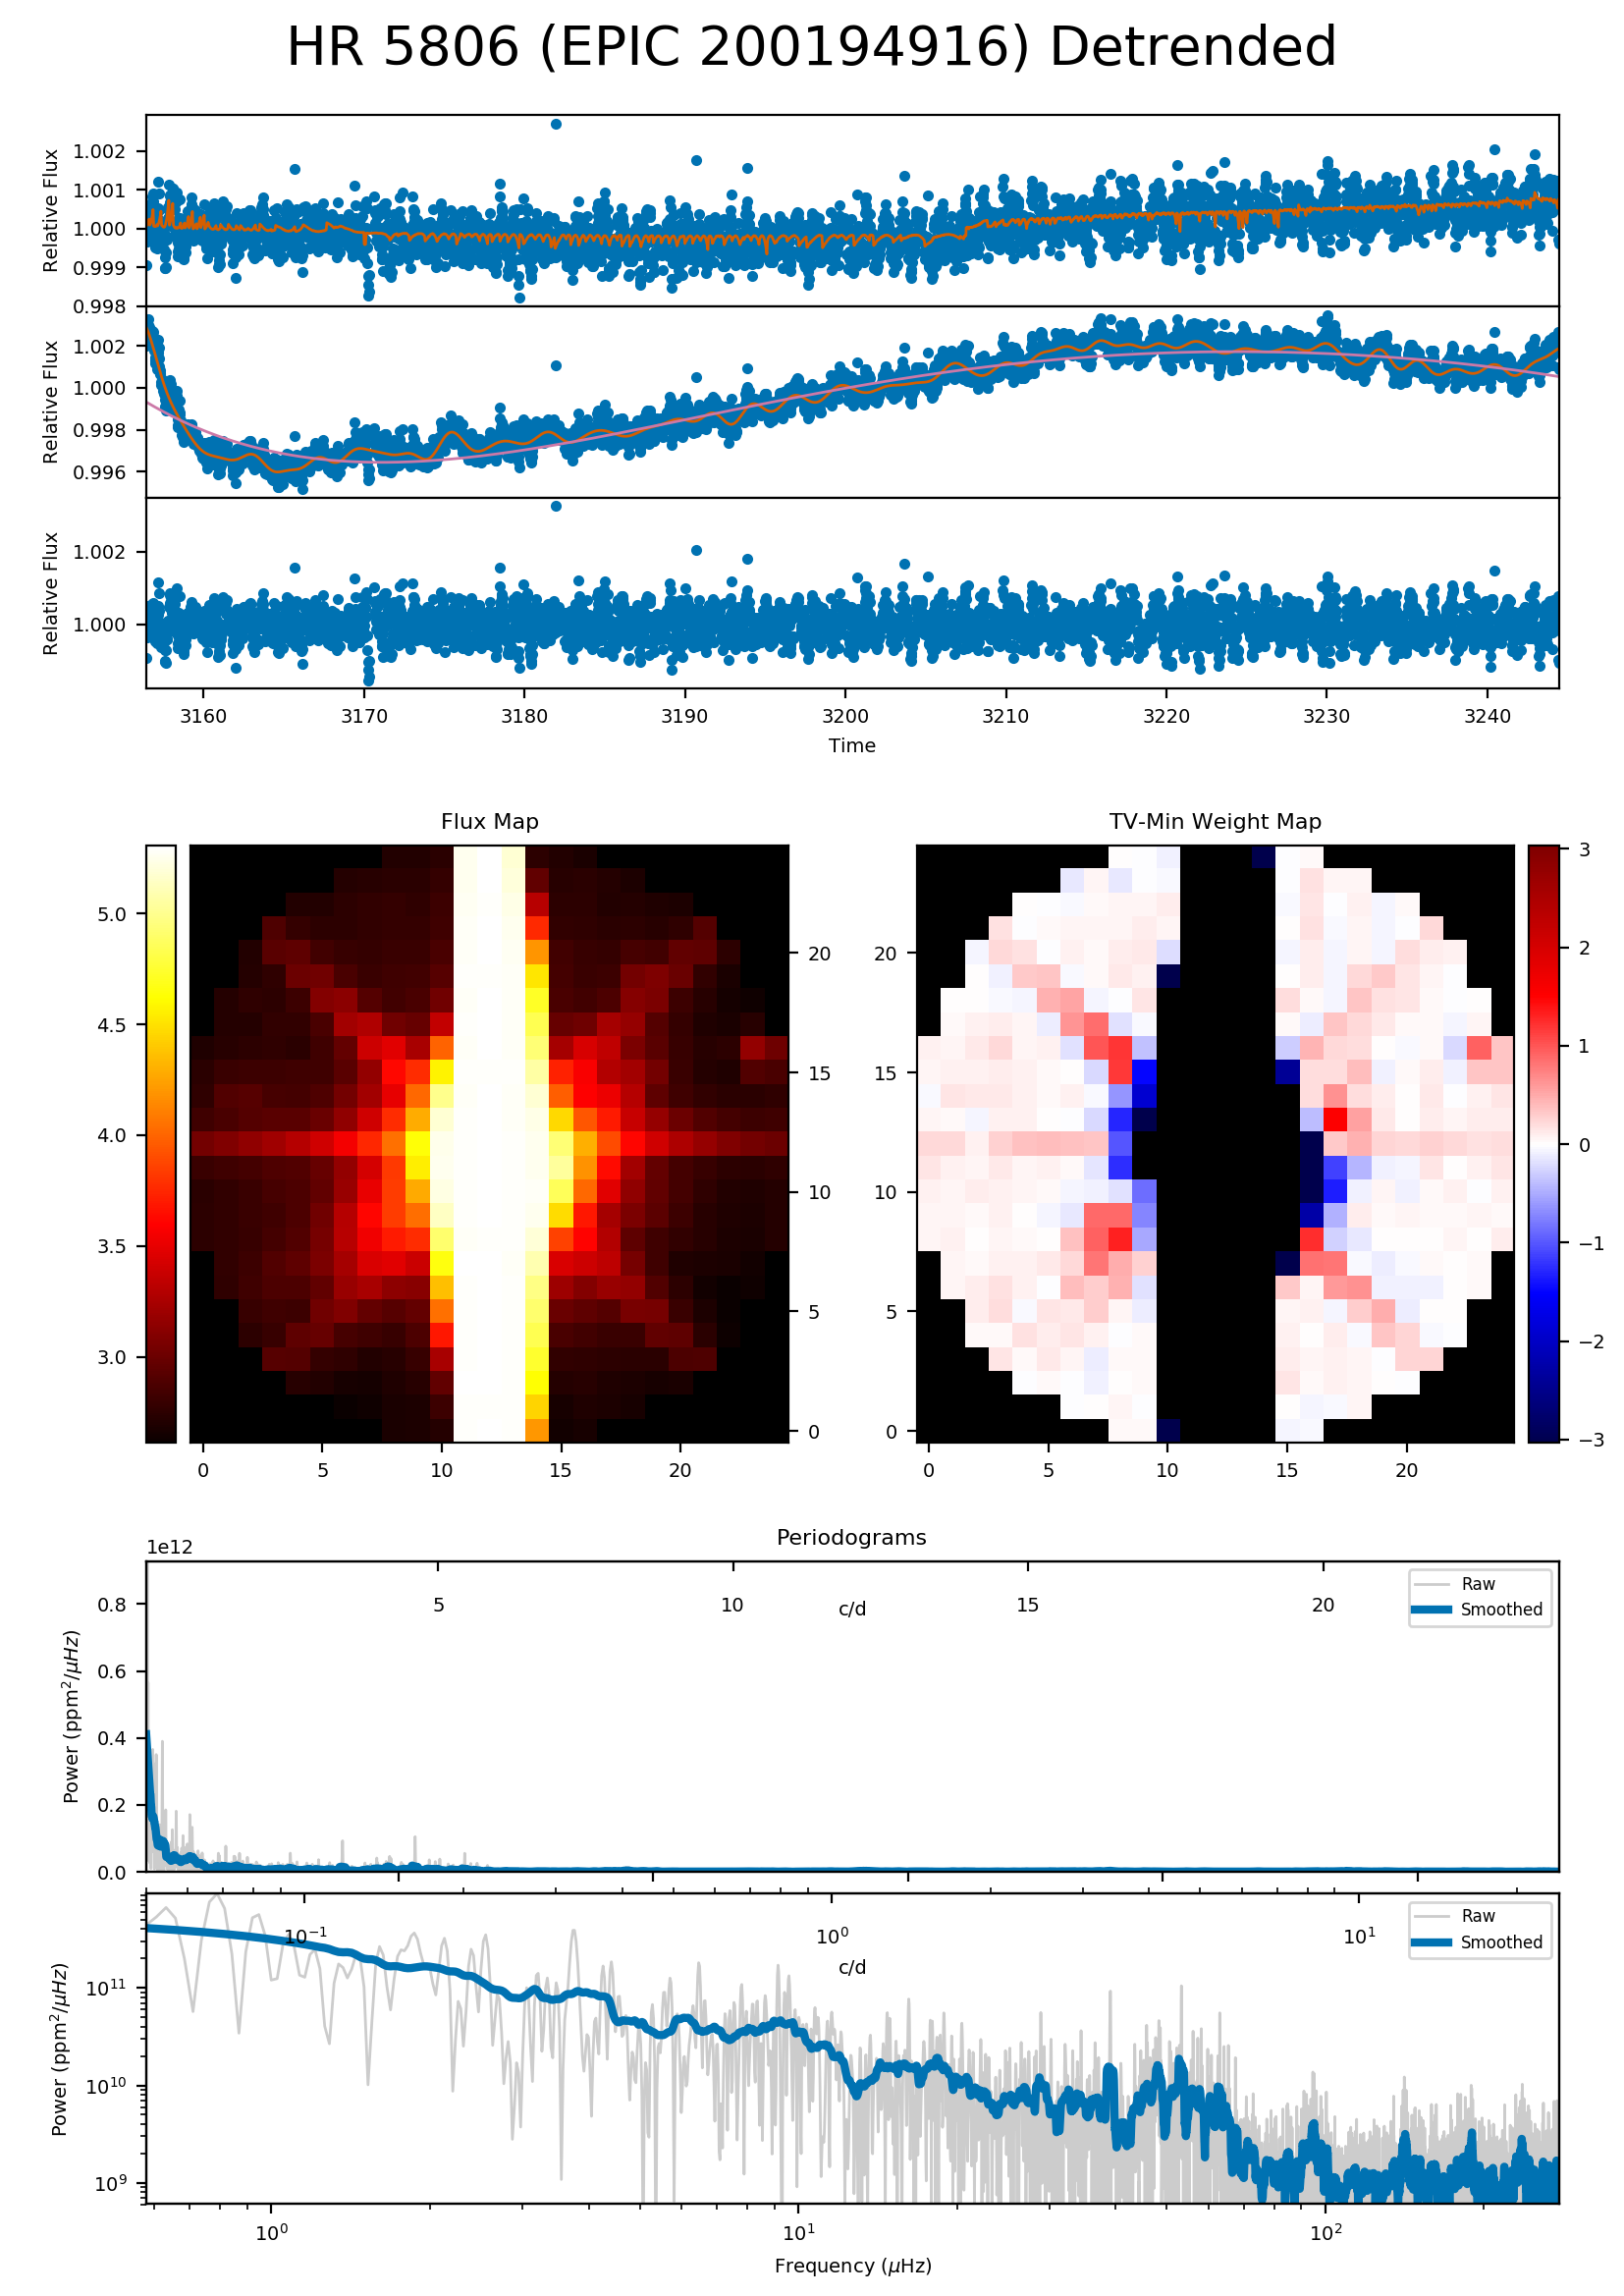 HR 5806 (EPIC 200194916) Detrended
Relative Flux
1.002
1.001
1.000
0.999
0.998
Relative Flux
1.002
1.000
0.998
0.996
Relative Flux
1.002
1.000
3160 3170 3180 3190 3200 3210 3220 3230 3240
Time
Flux Map
5.0
4.5
4.0
3.5
3.0
20
15
10
5
0
0 5 10 15 20
TV-Min Weight Map
20
15
10
5
0
0 5 10 15 20
3
2
1
0
−1
−2
−3
Periodograms
1e12
Power (ppm²/μHz)
0.8
0.6
0.4
0.2
0.0
5 10 15 20
c/d
Raw
Smoothed
Power (ppm²/μHz)
10¹¹
10¹⁰
10⁹
10⁻¹ 10⁰ 10¹
c/d
Raw
Smoothed
10⁰ 10¹ 10²
Frequency (μHz)